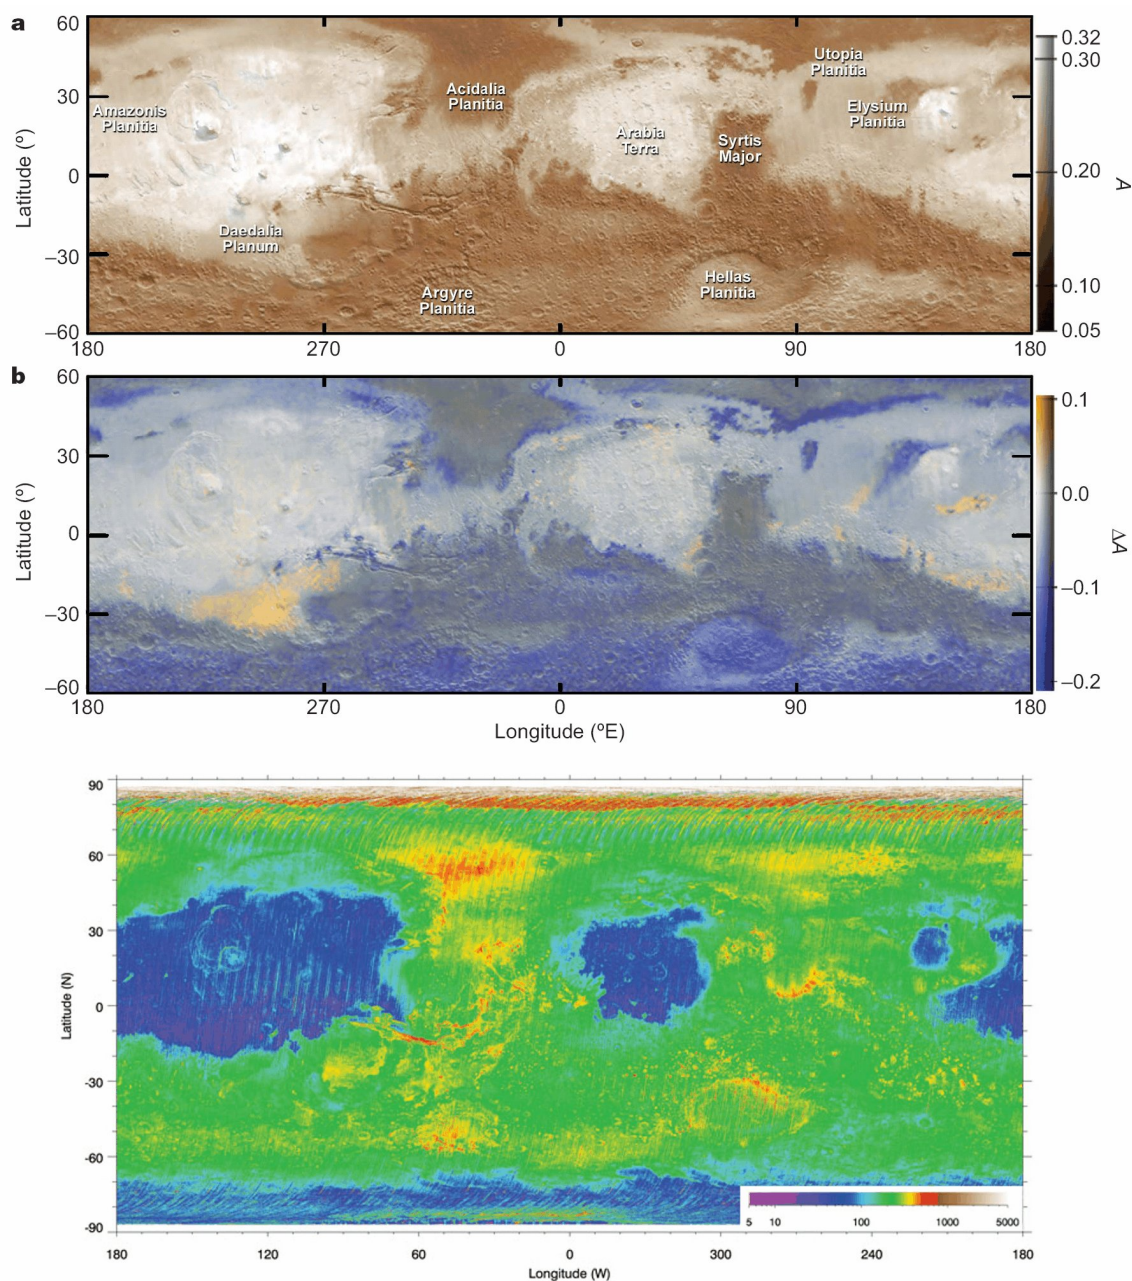 a
60
30
0
–30
–60
Latitude (º)
180
270
0
90
180
Amazonis
Planitia
Acidalia
Planitia
Arabia
Terra
Syrtis
Major
Utopia
Planitia
Elysium
Planitia
Daedalia
Planum
Argyre
Planitia
Hellas
Planitia
0.32
0.30
0.20
0.10
0.05
A
b
60
30
0
–30
–60
Latitude (º)
180
270
0
90
180
Longitude (ºE)
0.1
0.0
–0.1
–0.2
ΔA
90
60
30
0
-30
-60
-90
Latitude (N)
180
120
60
0
300
240
180
Longitude (W)
5
10
100
1000
5000